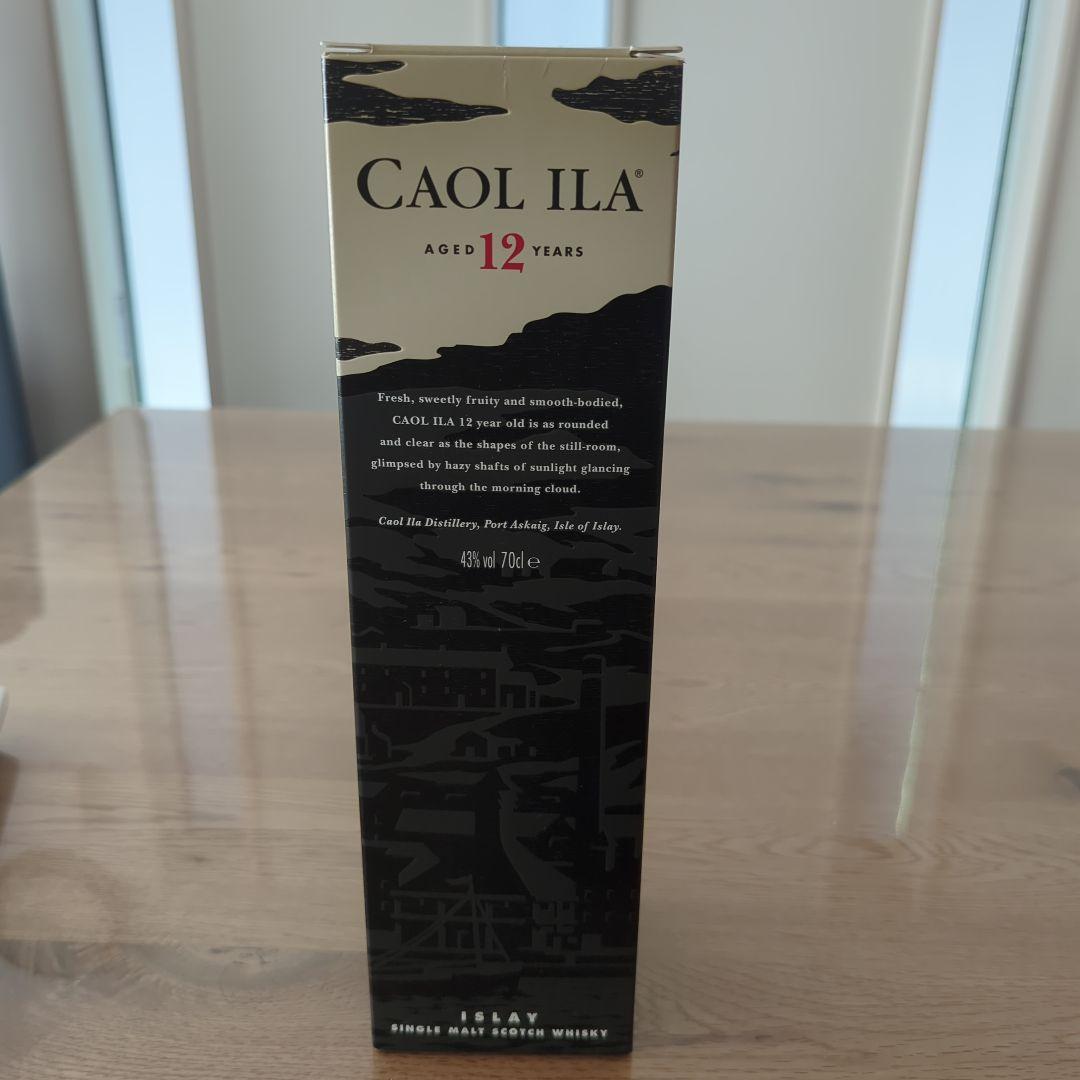 CAOL ILA®
AGED 12 YEARS
Fresh, sweetly fruity and smooth-bodied,
CAOL ILA 12 year old is as rounded
and clear as the shapes of the still-room,
glimpsed by hazy shafts of sunlight glancing
through the morning cloud.
Caol Ila Distillery, Port Askaig, Isle of Islay.
43% vol 70cl ℮
ISLAY
SINGLE MALT SCOTCH WHISKY